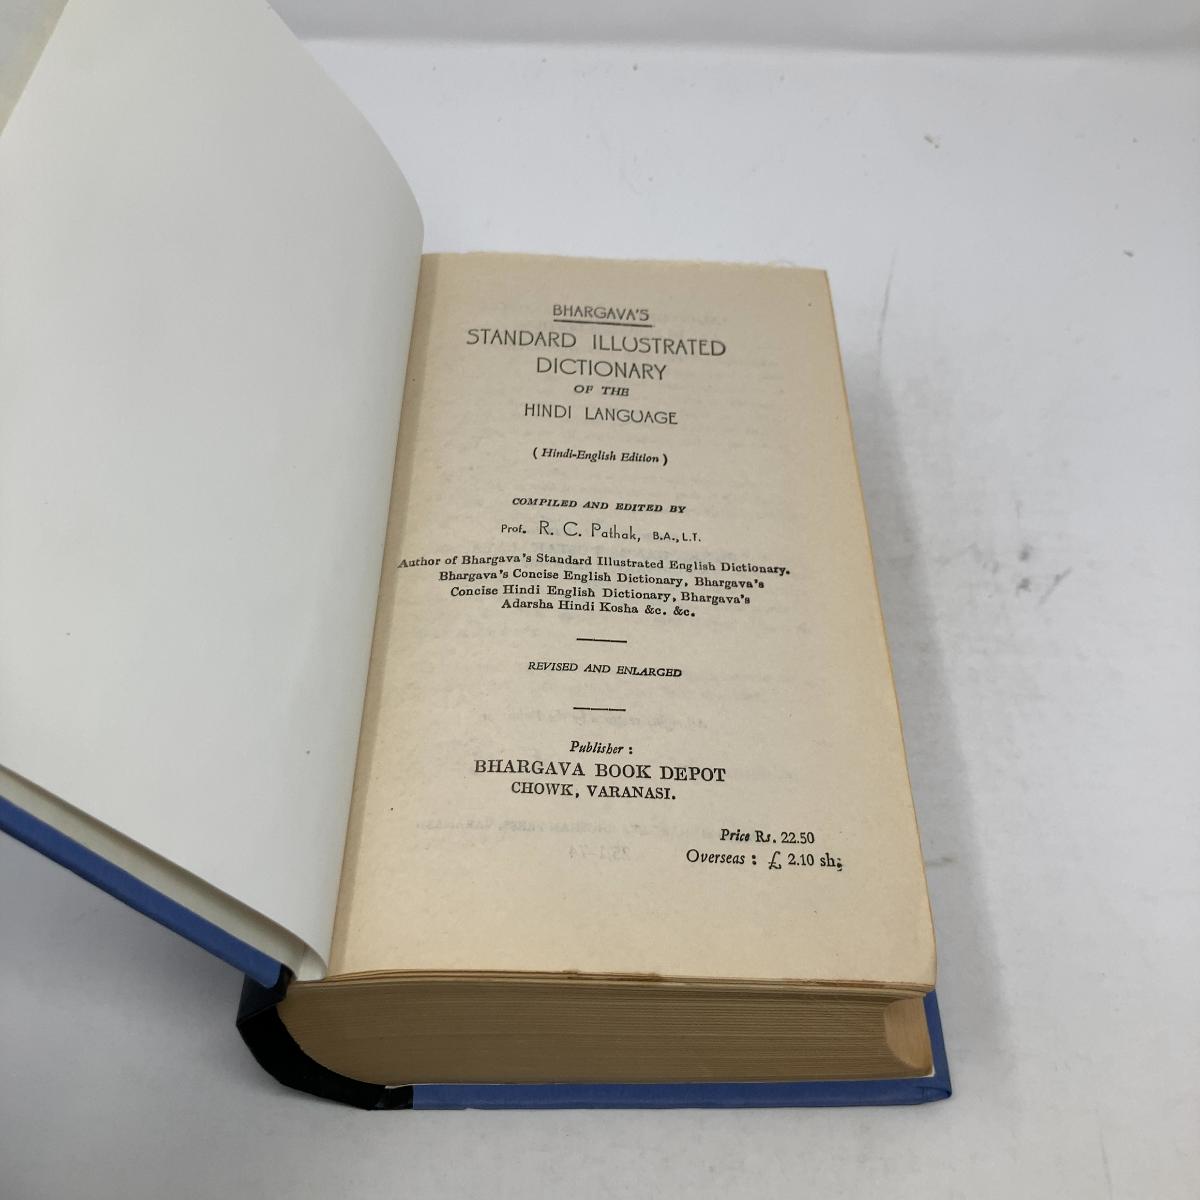 BHARGAVA'S
STANDARD ILLUSTRATED
DICTIONARY
OF THE
HINDI LANGUAGE
( Hindi-English Edition )
COMPILED AND EDITED BY
Prof. R. C. Pathak, B.A., L.T.
Author of Bhargava's Standard Illustrated English Dictionary.
Bhargava's Concise English Dictionary, Bhargava's
Concise Hindi English Dictionary, Bhargava's
Adarsha Hindi Kosha &c. &c.
REVISED AND ENLARGED
Publisher :
BHARGAVA BOOK DEPOT
CHOWK, VARANASI.
Price Rs. 22.50
Overseas : £ 2.10 sh;